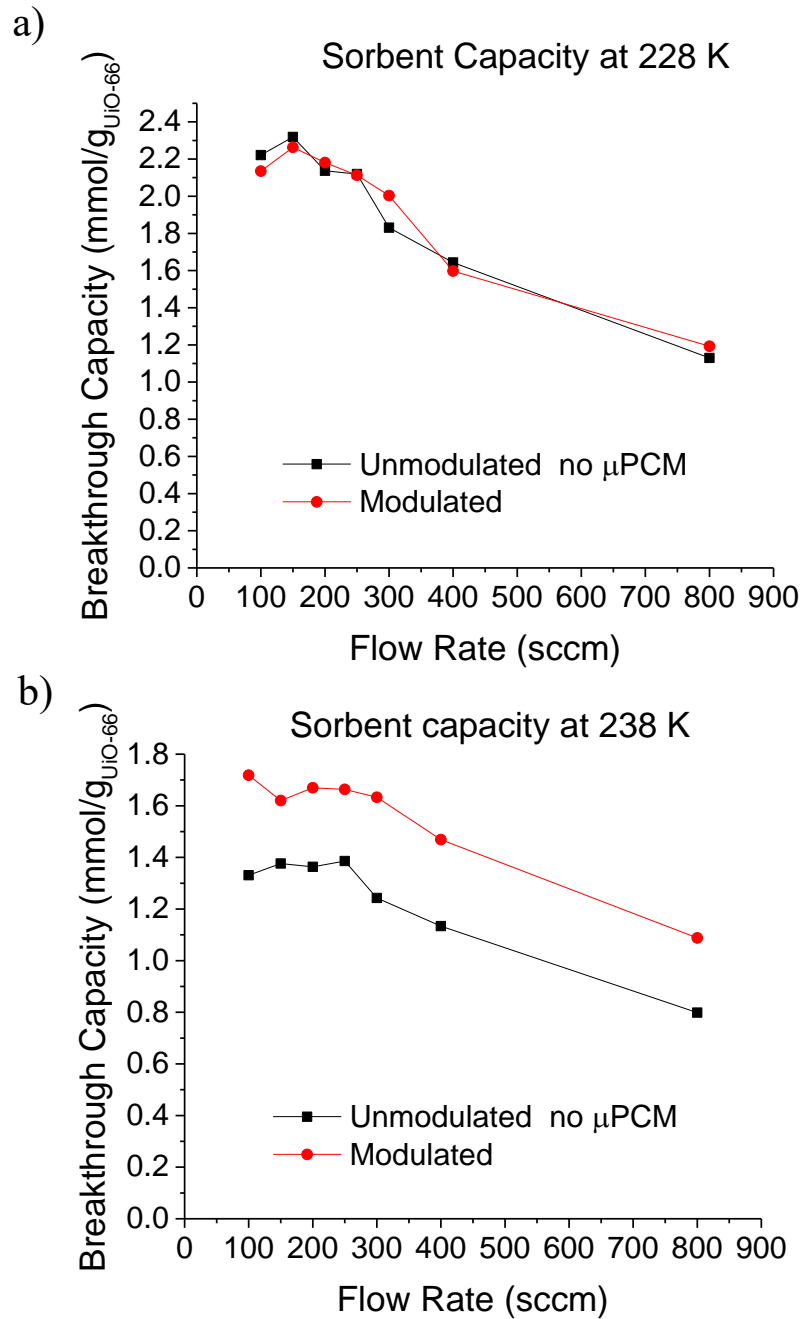 a)
Sorbent Capacity at 228 K
Breakthrough Capacity (mmol/gUiO-66)
2.4
2.2
2.0
1.8
1.6
1.4
1.2
1.0
0.8
0.6
0.4
0.2
0.0
Unmodulated no μPCM
Modulated
0 100 200 300 400 500 600 700 800 900
Flow Rate (sccm)
b)
Sorbent capacity at 238 K
Breakthrough Capacity (mmol/gUiO-66)
1.8
1.6
1.4
1.2
1.0
0.8
0.6
0.4
0.2
0.0
Unmodulated no μPCM
Modulated
0 100 200 300 400 500 600 700 800 900
Flow Rate (sccm)